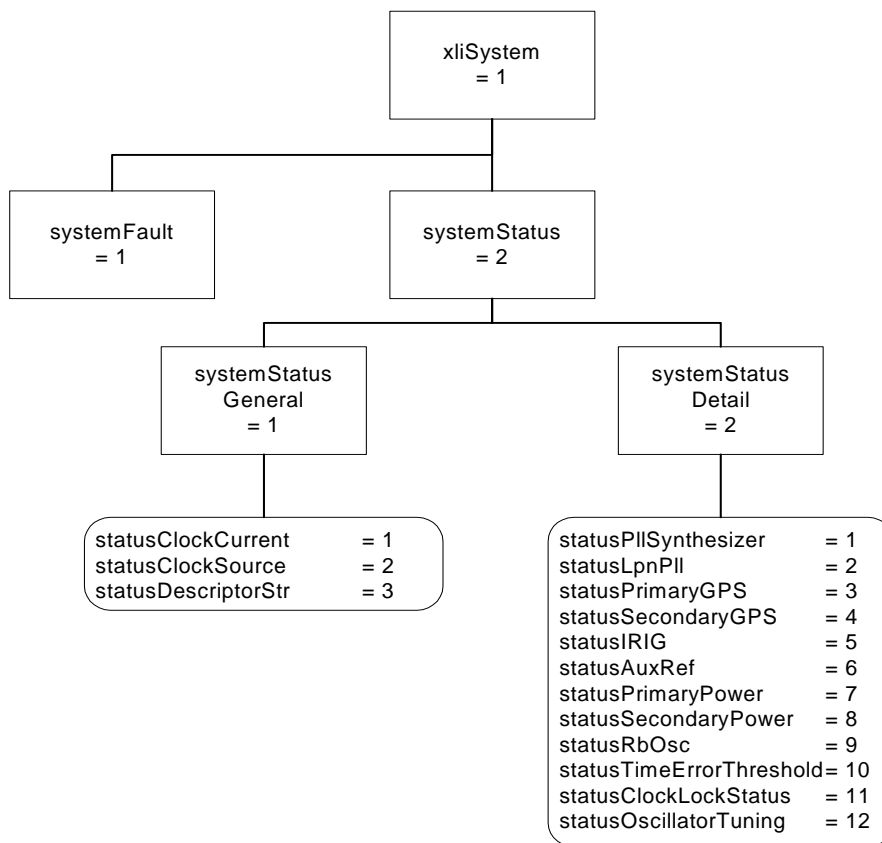 xliSystem
= 1
systemFault
= 1
systemStatus
= 2
systemStatus
General
= 1
systemStatus
Detail
= 2
statusClockCurrent = 1
statusClockSource = 2
statusDescriptorStr = 3
statusPllSynthesizer = 1
statusLpnPll = 2
statusPrimaryGPS = 3
statusSecondaryGPS = 4
statusIRIG = 5
statusAuxRef = 6
statusPrimaryPower = 7
statusSecondaryPower = 8
statusRbOsc = 9
statusTimeErrorThreshold= 10
statusClockLockStatus = 11
statusOscillatorTuning = 12